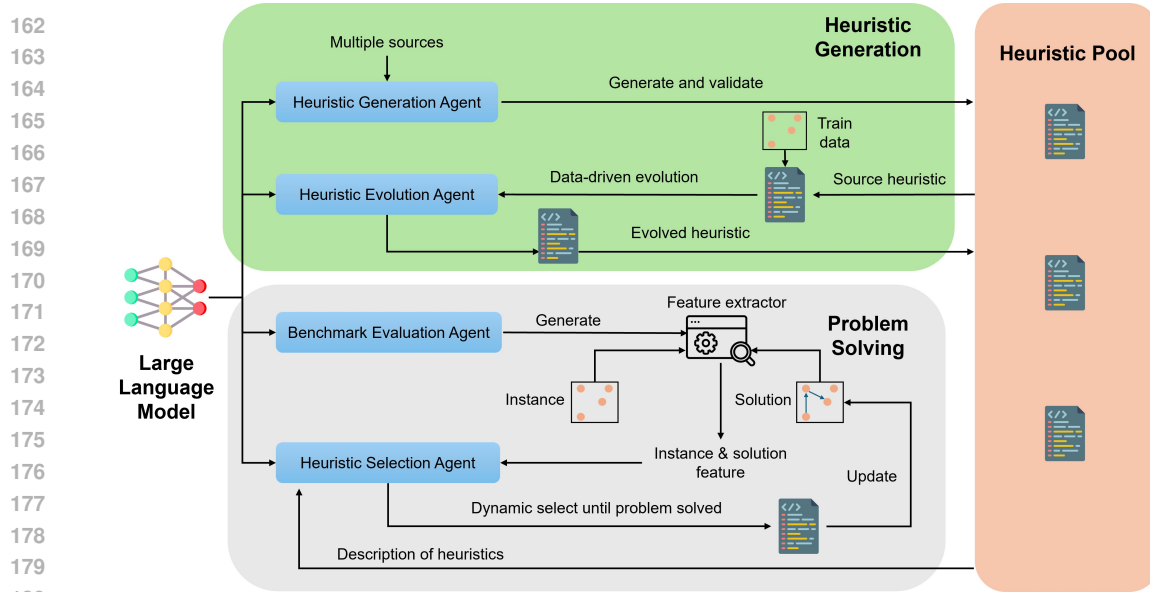 162
163
164
165
166
167
168
169
170
171
172
173
174
175
176
177
178
179
Heuristic
Generation
Heuristic Pool
Multiple sources
Heuristic Generation Agent
Generate and validate
Train
data
Heuristic Evolution Agent
Data-driven evolution
Source heuristic
Evolved heuristic
Large
Language
Model
Problem
Solving
Feature extractor
Benchmark Evaluation Agent
Generate
Instance
Solution
Heuristic Selection Agent
Instance & solution
feature
Update
Dynamic select until problem solved
Description of heuristics